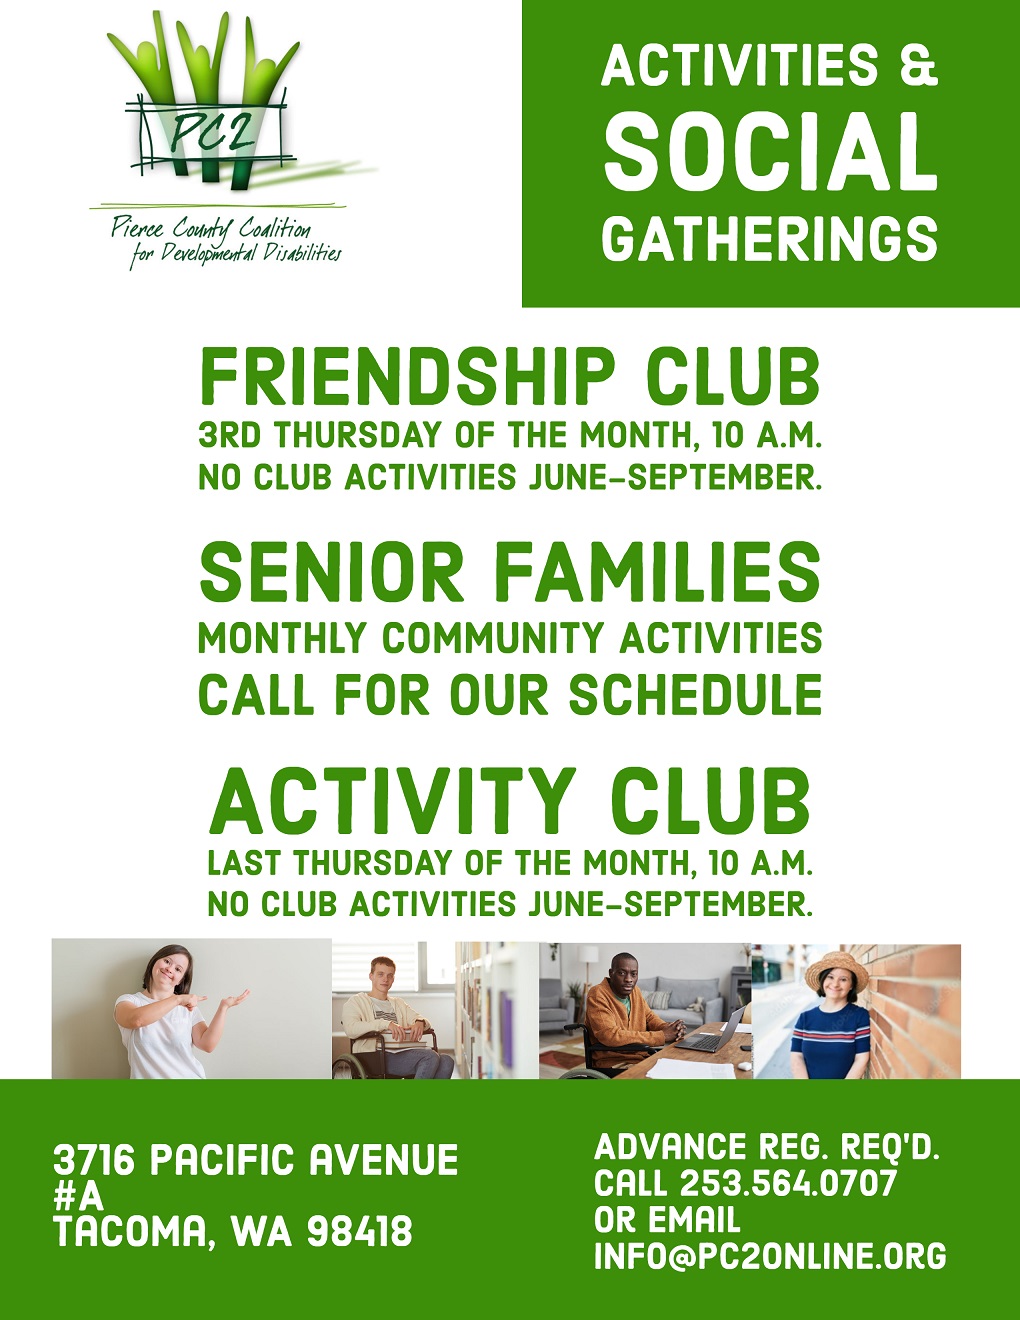 PC2
Pierce County Coalition
for Developmental Disabilities
ACTIVITIES &
SOCIAL
GATHERINGS
FRIENDSHIP CLUB
3RD THURSDAY OF THE MONTH, 10 A.M.
NO CLUB ACTIVITIES JUNE–SEPTEMBER.
SENIOR FAMILIES
MONTHLY COMMUNITY ACTIVITIES
CALL FOR OUR SCHEDULE
ACTIVITY CLUB
LAST THURSDAY OF THE MONTH, 10 A.M.
NO CLUB ACTIVITIES JUNE–SEPTEMBER.
3716 PACIFIC AVENUE
#A
TACOMA, WA 98418
ADVANCE REG. REQ'D.
CALL 253.564.0707
OR EMAIL
INFO@PC2ONLINE.ORG